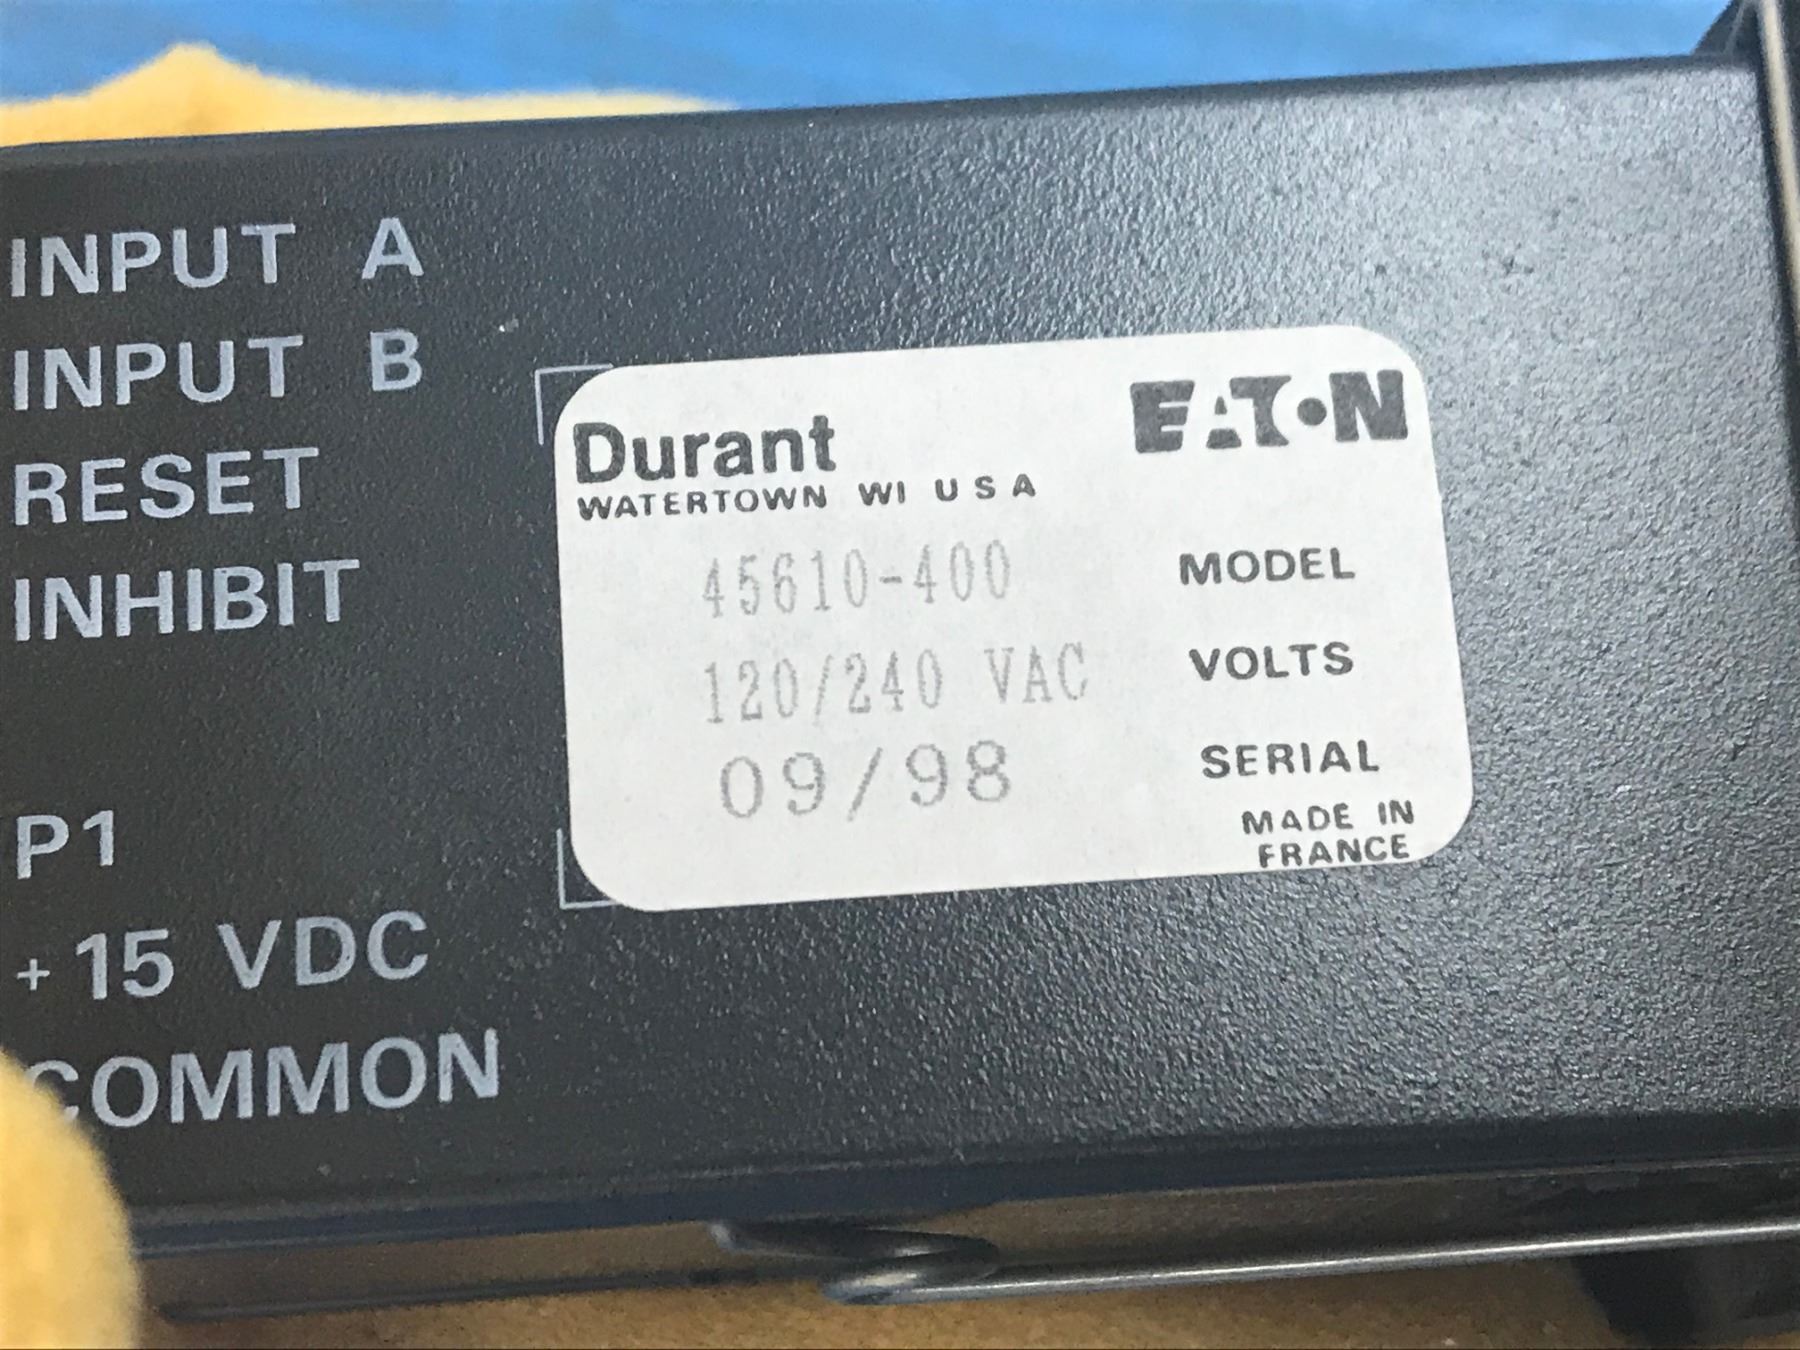 INPUT A
INPUT B
RESET
INHIBIT
P1
+15 VDC
COMMON
Durant EATON
WATERTOWN WI U S A
45610-400 MODEL
120/240 VAC VOLTS
09/98 SERIAL
MADE IN
FRANCE